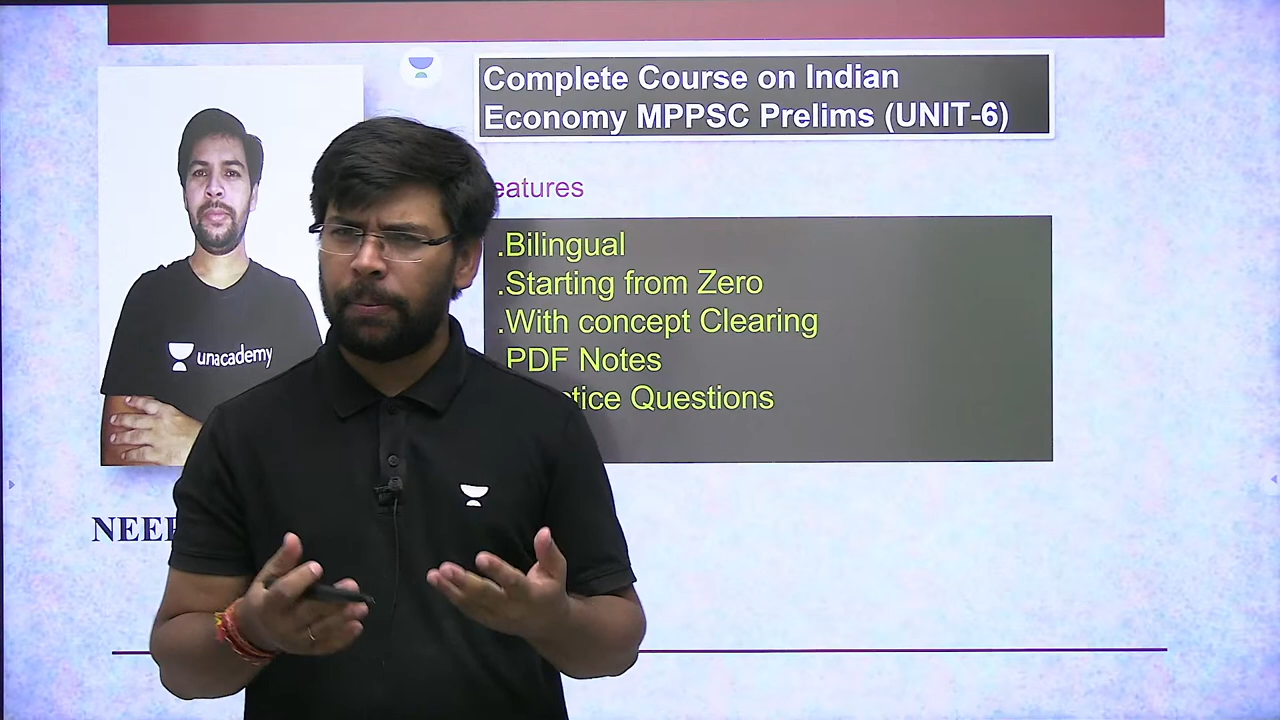 Complete Course on Indian
Economy MPPSC Prelims (UNIT-6)
eatures
.Bilingual
.Starting from Zero
.With concept Clearing
PDF Notes
tice Questions
unacademy
NEE